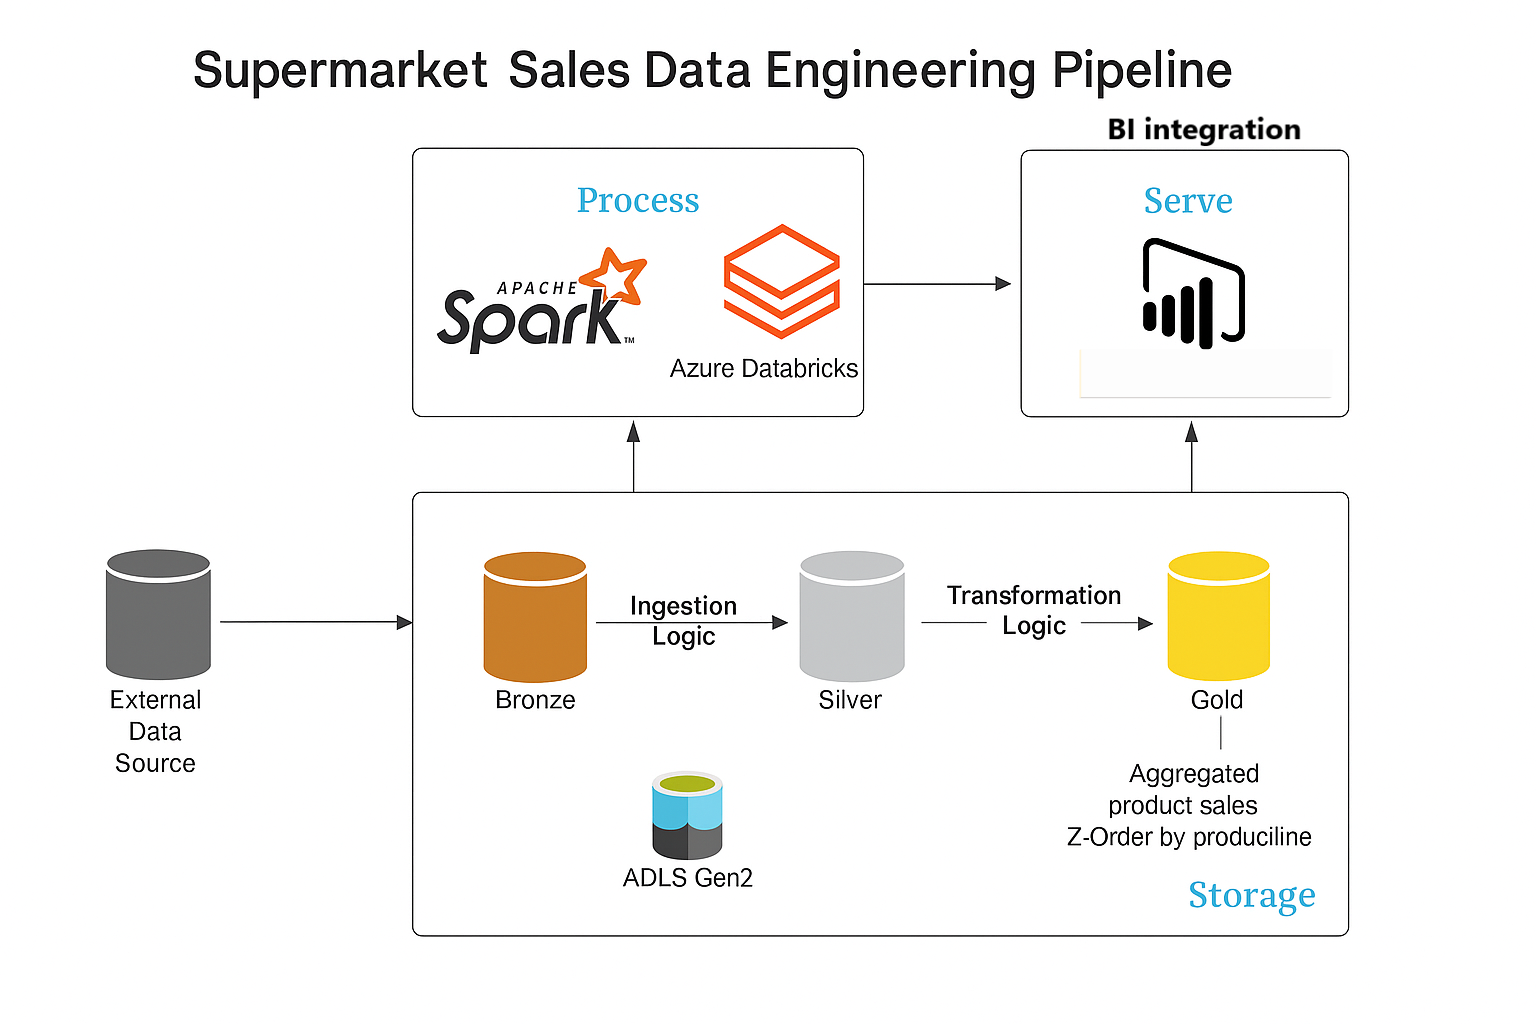 Supermarket Sales Data Engineering Pipeline
BI integration
Process
Serve
APACHE
Spark™
Azure Databricks
Ingestion
Logic
Transformation
Logic
External
Data
Source
Bronze
Silver
Gold
Aggregated
product sales
Z-Order by produciline
ADLS Gen2
Storage